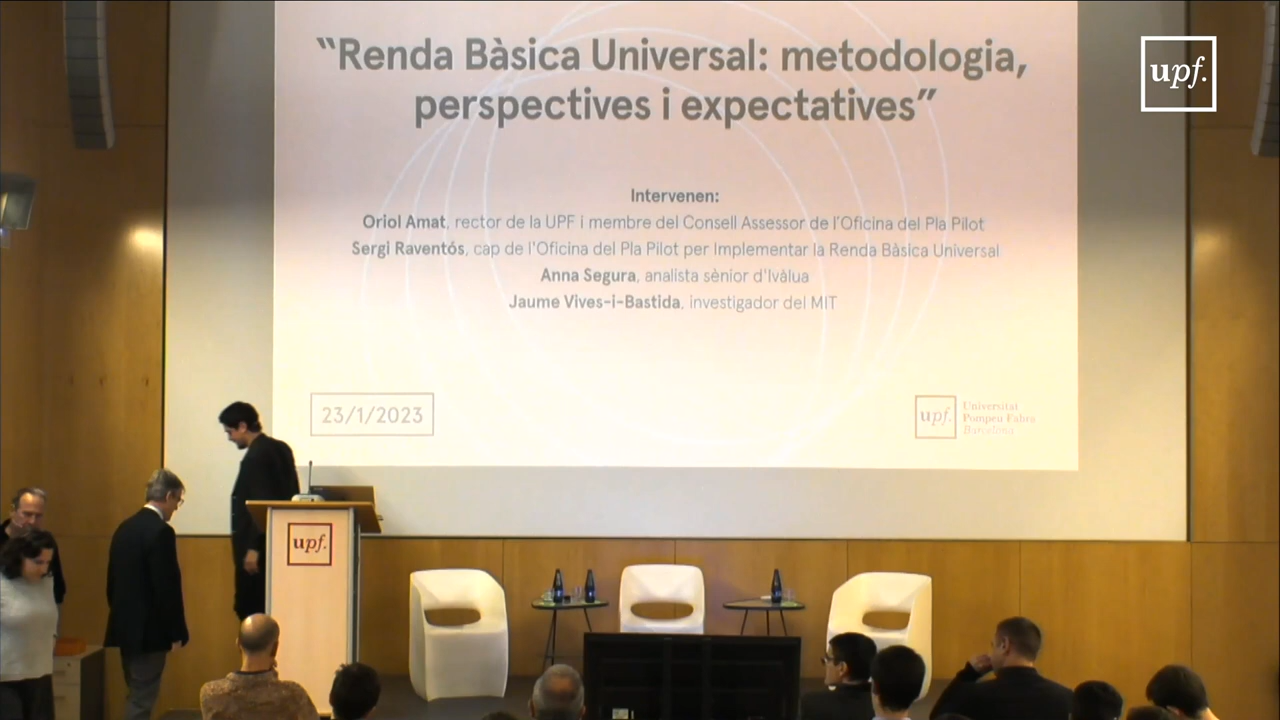 “Renda Bàsica Universal: metodologia,
perspectives i expectatives”
upf.
Intervenen:
Oriol Amat, rector de la UPF i membre del Consell Assessor de l'Oficina del Pla Pilot
Sergi Raventós, cap de l'Oficina del Pla Pilot per Implementar la Renda Bàsica Universal
Anna Segura, analista sènior d'Ivàlua
Jaume Vives-i-Bastida, investigador del MIT
23/1/2023
upf.
Universitat
Pompeu Fabra
Barcelona
upf.